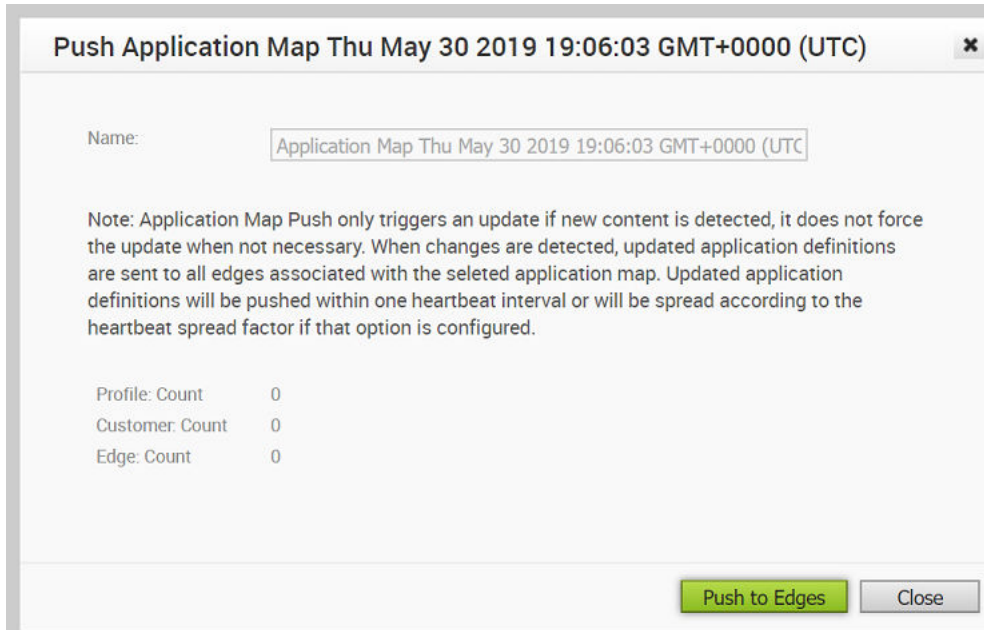 Push Application Map Thu May 30 2019 19:06:03 GMT+0000 (UTC)
Name:
Application Map Thu May 30 2019 19:06:03 GMT+0000 (UTC
Note: Application Map Push only triggers an update if new content is detected, it does not force
the update when not necessary. When changes are detected, updated application definitions
are sent to all edges associated with the seleted application map. Updated application
definitions will be pushed within one heartbeat interval or will be spread according to the
heartbeat spread factor if that option is configured.
Profile: Count 0
Customer: Count 0
Edge: Count 0
Push to Edges Close